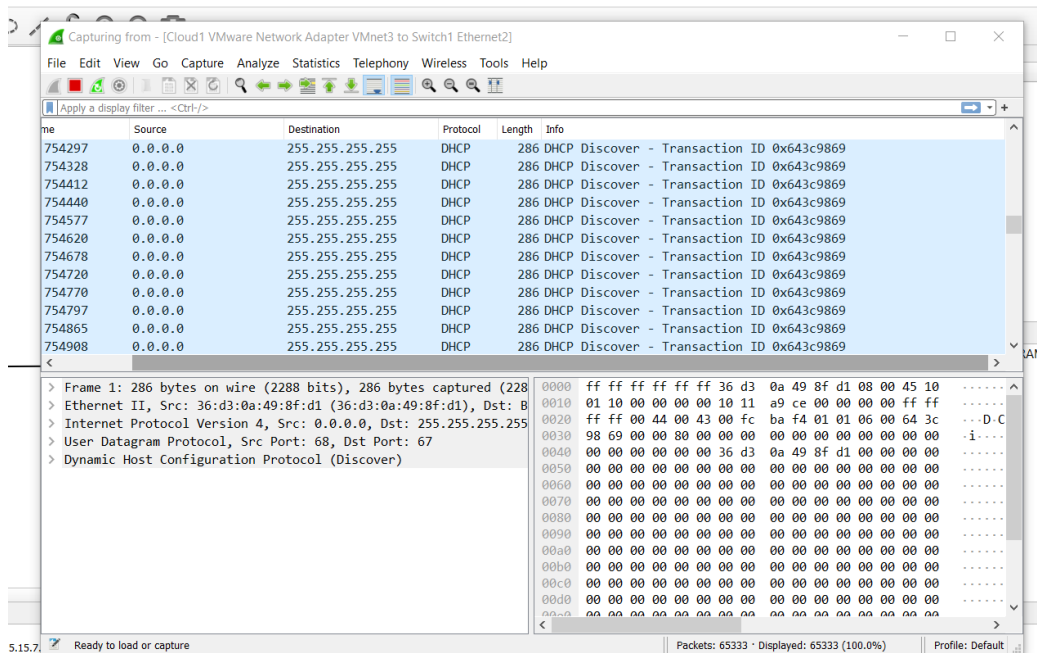 Capturing from - [Cloud1 VMware Network Adapter VMnet3 to Switch1 Ethernet2]
File Edit View Go Capture Analyze Statistics Telephony Wireless Tools Help
Apply a display filter ... <Ctrl-/>
me Source Destination Protocol Length Info
754297 0.0.0.0 255.255.255.255 DHCP 286 DHCP Discover - Transaction ID 0x643c9869
754328 0.0.0.0 255.255.255.255 DHCP 286 DHCP Discover - Transaction ID 0x643c9869
754412 0.0.0.0 255.255.255.255 DHCP 286 DHCP Discover - Transaction ID 0x643c9869
754440 0.0.0.0 255.255.255.255 DHCP 286 DHCP Discover - Transaction ID 0x643c9869
754577 0.0.0.0 255.255.255.255 DHCP 286 DHCP Discover - Transaction ID 0x643c9869
754620 0.0.0.0 255.255.255.255 DHCP 286 DHCP Discover - Transaction ID 0x643c9869
754678 0.0.0.0 255.255.255.255 DHCP 286 DHCP Discover - Transaction ID 0x643c9869
754720 0.0.0.0 255.255.255.255 DHCP 286 DHCP Discover - Transaction ID 0x643c9869
754770 0.0.0.0 255.255.255.255 DHCP 286 DHCP Discover - Transaction ID 0x643c9869
754797 0.0.0.0 255.255.255.255 DHCP 286 DHCP Discover - Transaction ID 0x643c9869
754865 0.0.0.0 255.255.255.255 DHCP 286 DHCP Discover - Transaction ID 0x643c9869
754908 0.0.0.0 255.255.255.255 DHCP 286 DHCP Discover - Transaction ID 0x643c9869
Frame 1: 286 bytes on wire (2288 bits), 286 bytes captured (228
Ethernet II, Src: 36:d3:0a:49:8f:d1 (36:d3:0a:49:8f:d1), Dst: B
Internet Protocol Version 4, Src: 0.0.0.0, Dst: 255.255.255.255
User Datagram Protocol, Src Port: 68, Dst Port: 67
Dynamic Host Configuration Protocol (Discover)
0000 ff ff ff ff ff ff 36 d3 0a 49 8f d1 08 00 45 10 ······
0010 01 10 00 00 00 00 10 11 a9 ce 00 00 00 00 ff ff ······
0020 ff ff 00 44 00 43 00 fc ba f4 01 01 06 00 64 3c ···D·C
0030 98 69 00 00 80 00 00 00 00 00 00 00 00 00 00 00 ·i····
0040 00 00 00 00 00 00 36 d3 0a 49 8f d1 00 00 00 00 ······
0050 00 00 00 00 00 00 00 00 00 00 00 00 00 00 00 00 ······
0060 00 00 00 00 00 00 00 00 00 00 00 00 00 00 00 00 ······
0070 00 00 00 00 00 00 00 00 00 00 00 00 00 00 00 00 ······
0080 00 00 00 00 00 00 00 00 00 00 00 00 00 00 00 00 ······
0090 00 00 00 00 00 00 00 00 00 00 00 00 00 00 00 00 ······
00a0 00 00 00 00 00 00 00 00 00 00 00 00 00 00 00 00 ······
00b0 00 00 00 00 00 00 00 00 00 00 00 00 00 00 00 00 ······
00c0 00 00 00 00 00 00 00 00 00 00 00 00 00 00 00 00 ······
00d0 00 00 00 00 00 00 00 00 00 00 00 00 00 00 00 00 ······
5.15.7. Ready to load or capture Packets: 65333 · Displayed: 65333 (100.0%) Profile: Default